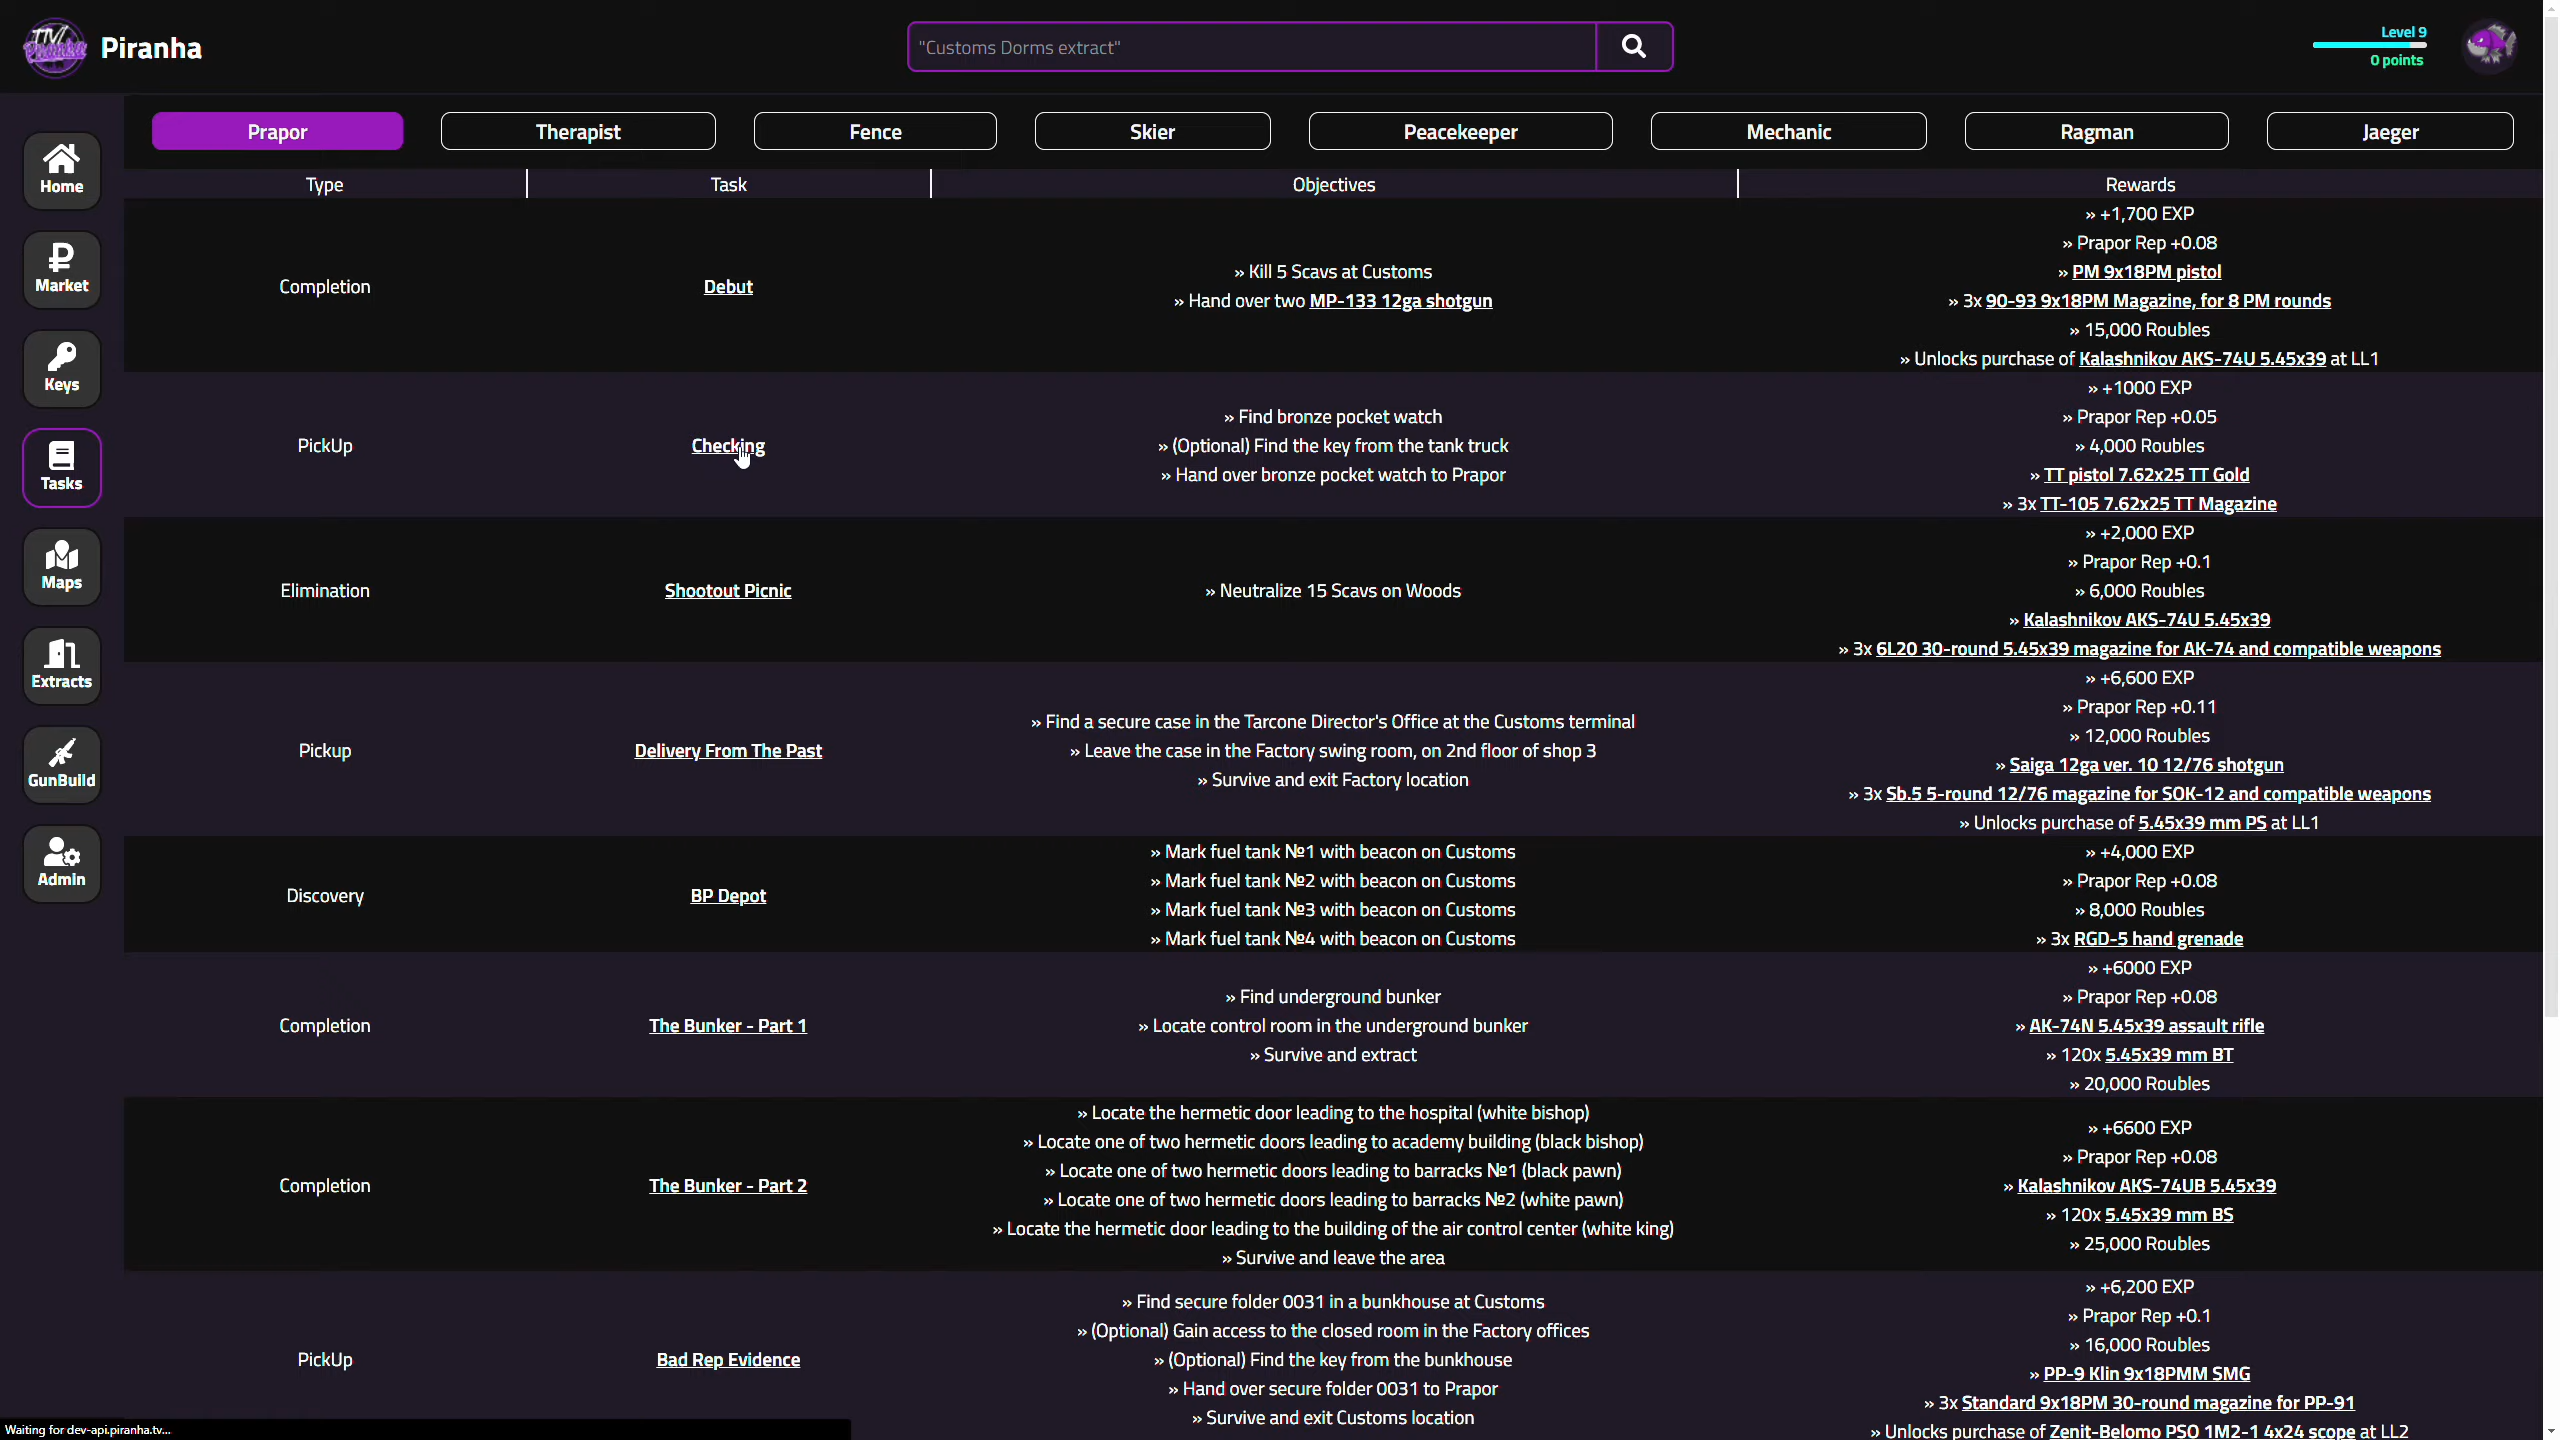 TTV
Piranha
Piranha
"Customs Dorms extract"
Level 9
0 points
Home
Market
Keys
Tasks
Maps
Extracts
GunBuild
Admin
Prapor
Therapist
Fence
Skier
Peacekeeper
Mechanic
Ragman
Jaeger
Type
Task
Objectives
Rewards
Completion
Debut
» Kill 5 Scavs at Customs
» Hand over two MP-133 12ga shotgun
» +1,700 EXP
» Prapor Rep +0.08
» PM 9x18PM pistol
» 3x 90-93 9x18PM Magazine, for 8 PM rounds
» 15,000 Roubles
» Unlocks purchase of Kalashnikov AKS-74U 5.45x39 at LL1
PickUp
Checking
» Find bronze pocket watch
» (Optional) Find the key from the tank truck
» Hand over bronze pocket watch to Prapor
» +1000 EXP
» Prapor Rep +0.05
» 4,000 Roubles
» TT pistol 7.62x25 TT Gold
» 3x TT-105 7.62x25 TT Magazine
Elimination
Shootout Picnic
» Neutralize 15 Scavs on Woods
» +2,000 EXP
» Prapor Rep +0.1
» 6,000 Roubles
» Kalashnikov AKS-74U 5.45x39
» 3x 6L20 30-round 5.45x39 magazine for AK-74 and compatible weapons
Pickup
Delivery From The Past
» Find a secure case in the Tarcone Director's Office at the Customs terminal
» Leave the case in the Factory swing room, on 2nd floor of shop 3
» Survive and exit Factory location
» +6,600 EXP
» Prapor Rep +0.11
» 12,000 Roubles
» Saiga 12ga ver. 10 12/76 shotgun
» 3x Sb.5 5-round 12/76 magazine for SOK-12 and compatible weapons
» Unlocks purchase of 5.45x39 mm PS at LL1
Discovery
BP Depot
» Mark fuel tank №1 with beacon on Customs
» Mark fuel tank №2 with beacon on Customs
» Mark fuel tank №3 with beacon on Customs
» Mark fuel tank №4 with beacon on Customs
» +4,000 EXP
» Prapor Rep +0.08
» 8,000 Roubles
» 3x RGD-5 hand grenade
Completion
The Bunker - Part 1
» Find underground bunker
» Locate control room in the underground bunker
» Survive and extract
» +6000 EXP
» Prapor Rep +0.08
» AK-74N 5.45x39 assault rifle
» 120x 5.45x39 mm BT
» 20,000 Roubles
Completion
The Bunker - Part 2
» Locate the hermetic door leading to the hospital (white bishop)
» Locate one of two hermetic doors leading to academy building (black bishop)
» Locate one of two hermetic doors leading to barracks №1 (black pawn)
» Locate one of two hermetic doors leading to barracks №2 (white pawn)
» Locate the hermetic door leading to the building of the air control center (white king)
» Survive and leave the area
» +6600 EXP
» Prapor Rep +0.08
» Kalashnikov AKS-74UB 5.45x39
» 120x 5.45x39 mm BS
» 25,000 Roubles
PickUp
Bad Rep Evidence
» Find secure folder 0031 in a bunkhouse at Customs
» (Optional) Gain access to the closed room in the Factory offices
» (Optional) Find the key from the bunkhouse
» Hand over secure folder 0031 to Prapor
» Survive and exit Customs location
» +6,200 EXP
» Prapor Rep +0.1
» 16,000 Roubles
» PP-9 Klin 9x18PMM SMG
» 3x Standard 9x18PM 30-round magazine for PP-91
» Unlocks purchase of Zenit-Belomo PSO 1M2-1 4x24 scope at LL2
Waiting for dev-api.piranha.tv...